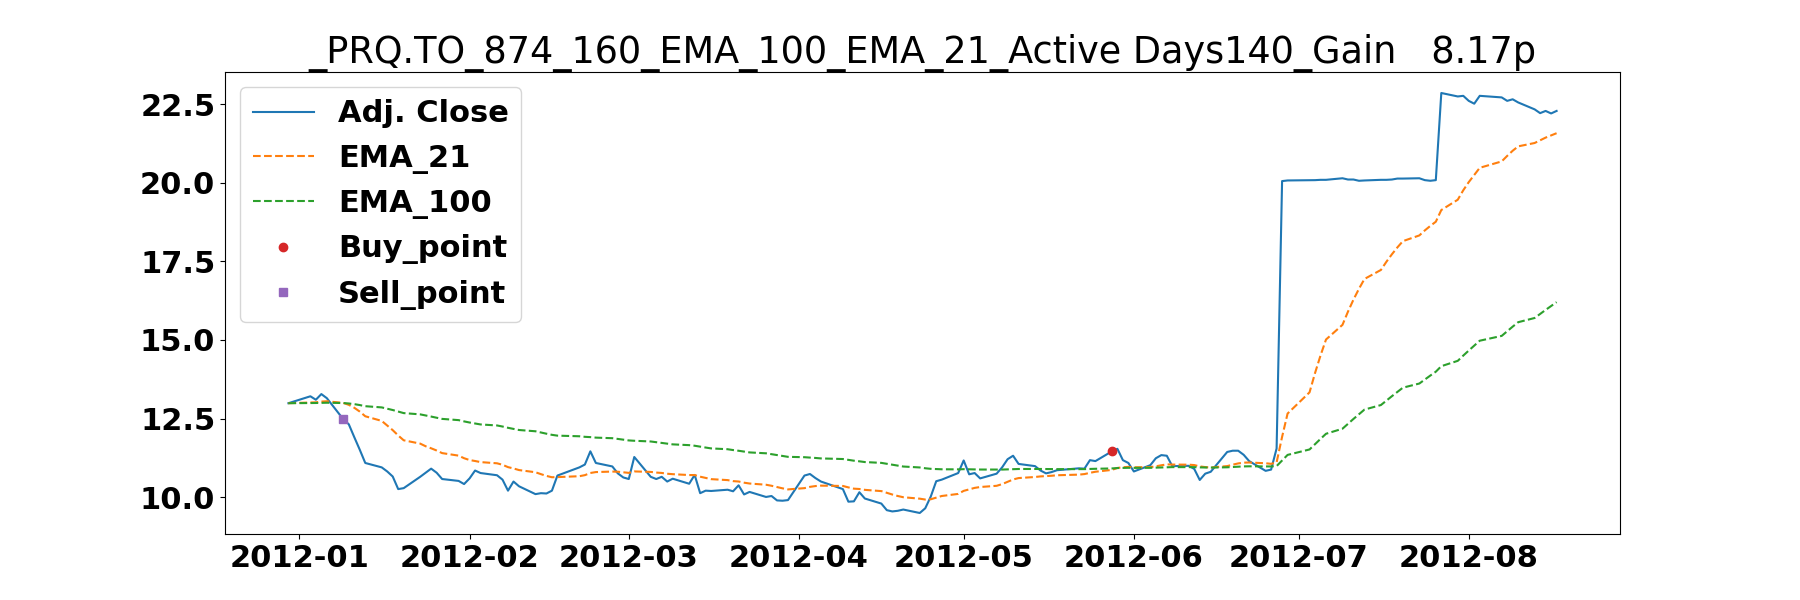 _PRQ.TO_874_160_EMA_100_EMA_21_Active Days140_Gain   8.17p
22.5
20.0
17.5
15.0
12.5
10.0
Adj. Close
EMA_21
EMA_100
Buy_point
Sell_point
2012-01 2012-02 2012-03 2012-04 2012-05 2012-06 2012-07 2012-08